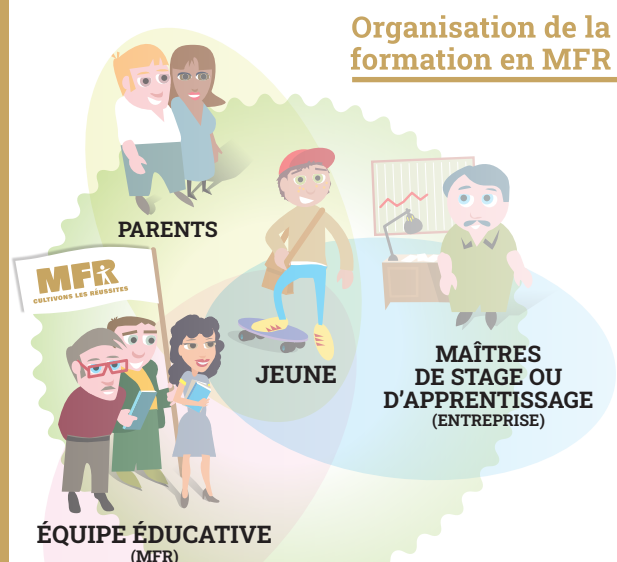 Organisation de la
formation en MFR
PARENTS
MFR
CULTIVONS LES RÉUSSITES
JEUNE
MAÎTRES
DE STAGE OU
D'APPRENTISSAGE
(ENTREPRISE)
ÉQUIPE ÉDUCATIVE
(MFR)